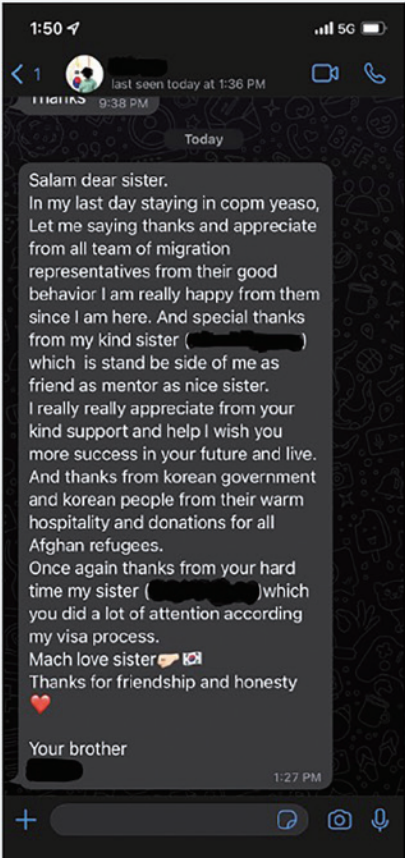 1:50
5G
1
last seen today at 1:36 PM
Thanks 9:38 PM
Today
Salam dear sister.
In my last day staying in copm yeaso,
Let me saying thanks and appreciate
from all team of migration
representatives from their good
behavior I am really happy from them
since I am here. And special thanks
from my kind sister (
)
which is stand be side of me as
friend as mentor as nice sister.
I really really appreciate from your
kind support and help I wish you
more success in your future and live.
And thanks from korean government
and korean people from their warm
hospitality and donations for all
Afghan refugees.
Once again thanks from your hard
time my sister ( )which
you did a lot of attention according
my visa process.
Mach love sister🤛🏻 🇰🇷
Thanks for friendship and honesty
❤️
Your brother
1:27 PM